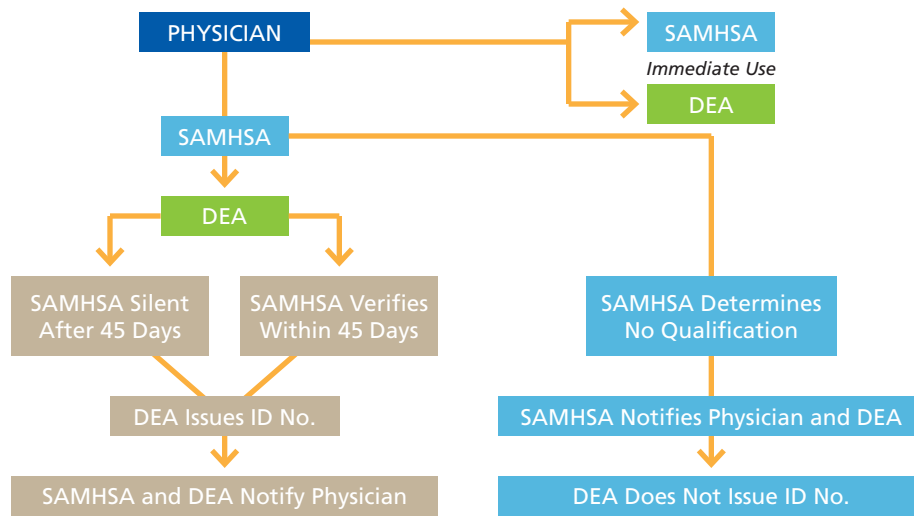 PHYSICIAN
SAMHSA
Immediate Use
DEA
SAMHSA
DEA
SAMHSA Silent
After 45 Days
SAMHSA Verifies
Within 45 Days
SAMHSA Determines
No Qualification
DEA Issues ID No.
SAMHSA Notifies Physician and DEA
SAMHSA and DEA Notify Physician
DEA Does Not Issue ID No.